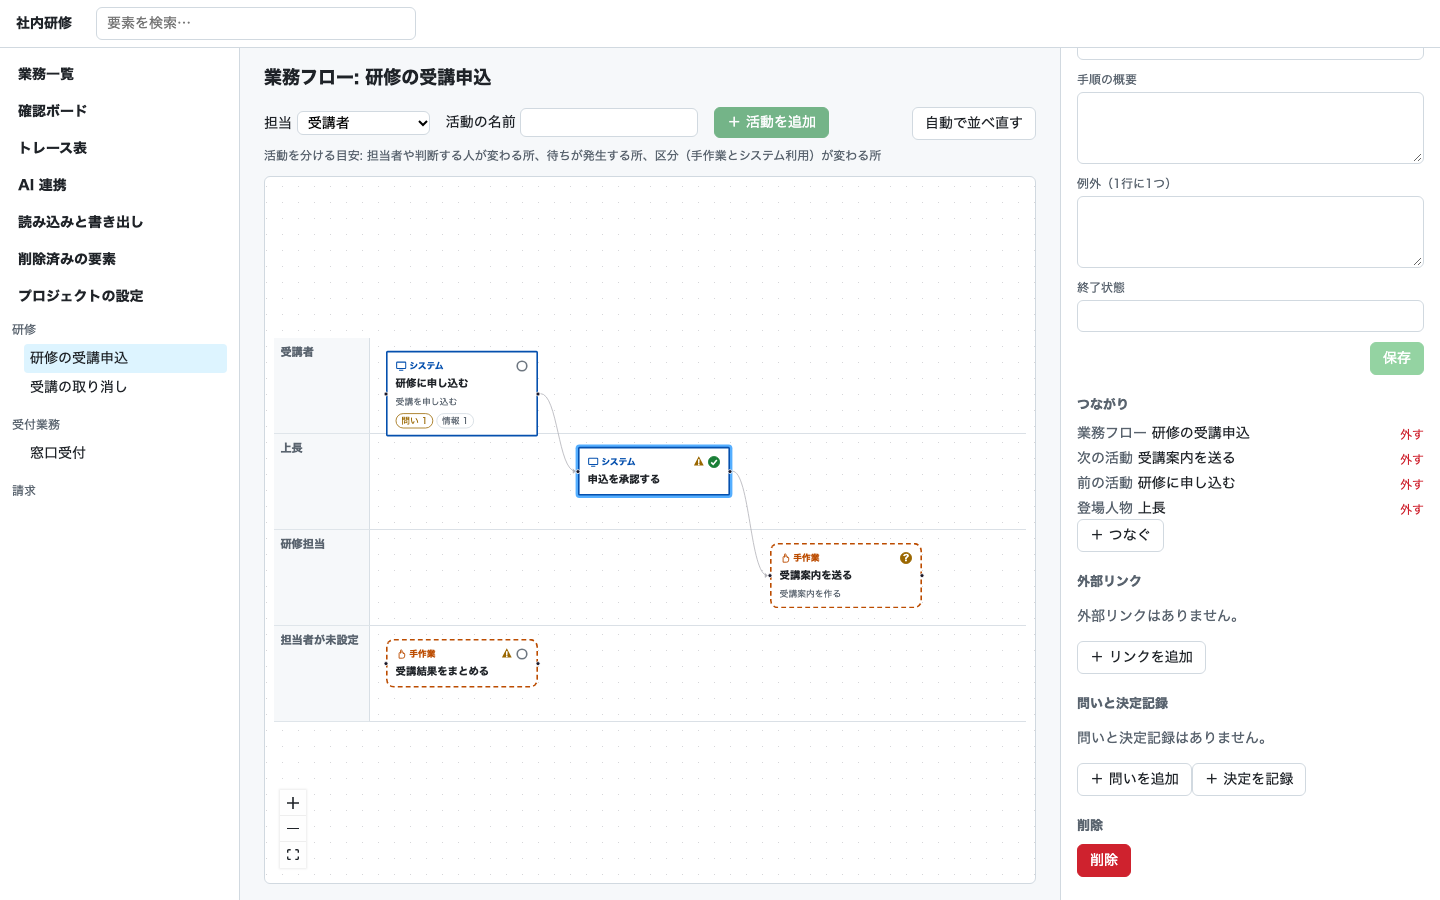 社内研修
要素を検索…
業務一覧
確認ボード
トレース表
AI 連携
読み込みと書き出し
削除済みの要素
プロジェクトの設定
研修
研修の受講申込
受講の取り消し
受付業務
窓口受付
請求
業務フロー: 研修の受講申込
担当 受講者 活動の名前 ＋ 活動を追加 自動で並べ直す
活動を分ける目安: 担当者や判断する人が変わる所、待ちが発生する所、区分（手作業とシステム利用）が変わる所
受講者
システム
研修に申し込む
受講を申し込む
問い 1 情報 1
上長
システム
申込を承認する
研修担当
手作業
受講案内を送る
受講案内を作る
担当者が未設定
手作業
受講結果をまとめる
手順の概要
例外（1行に1つ）
終了状態
保存
つながり
業務フロー 研修の受講申込 外す
次の活動 受講案内を送る 外す
前の活動 研修に申し込む 外す
登場人物 上長 外す
＋ つなぐ
外部リンク
外部リンクはありません。
＋ リンクを追加
問いと決定記録
問いと決定記録はありません。
＋ 問いを追加 ＋ 決定を記録
削除
削除